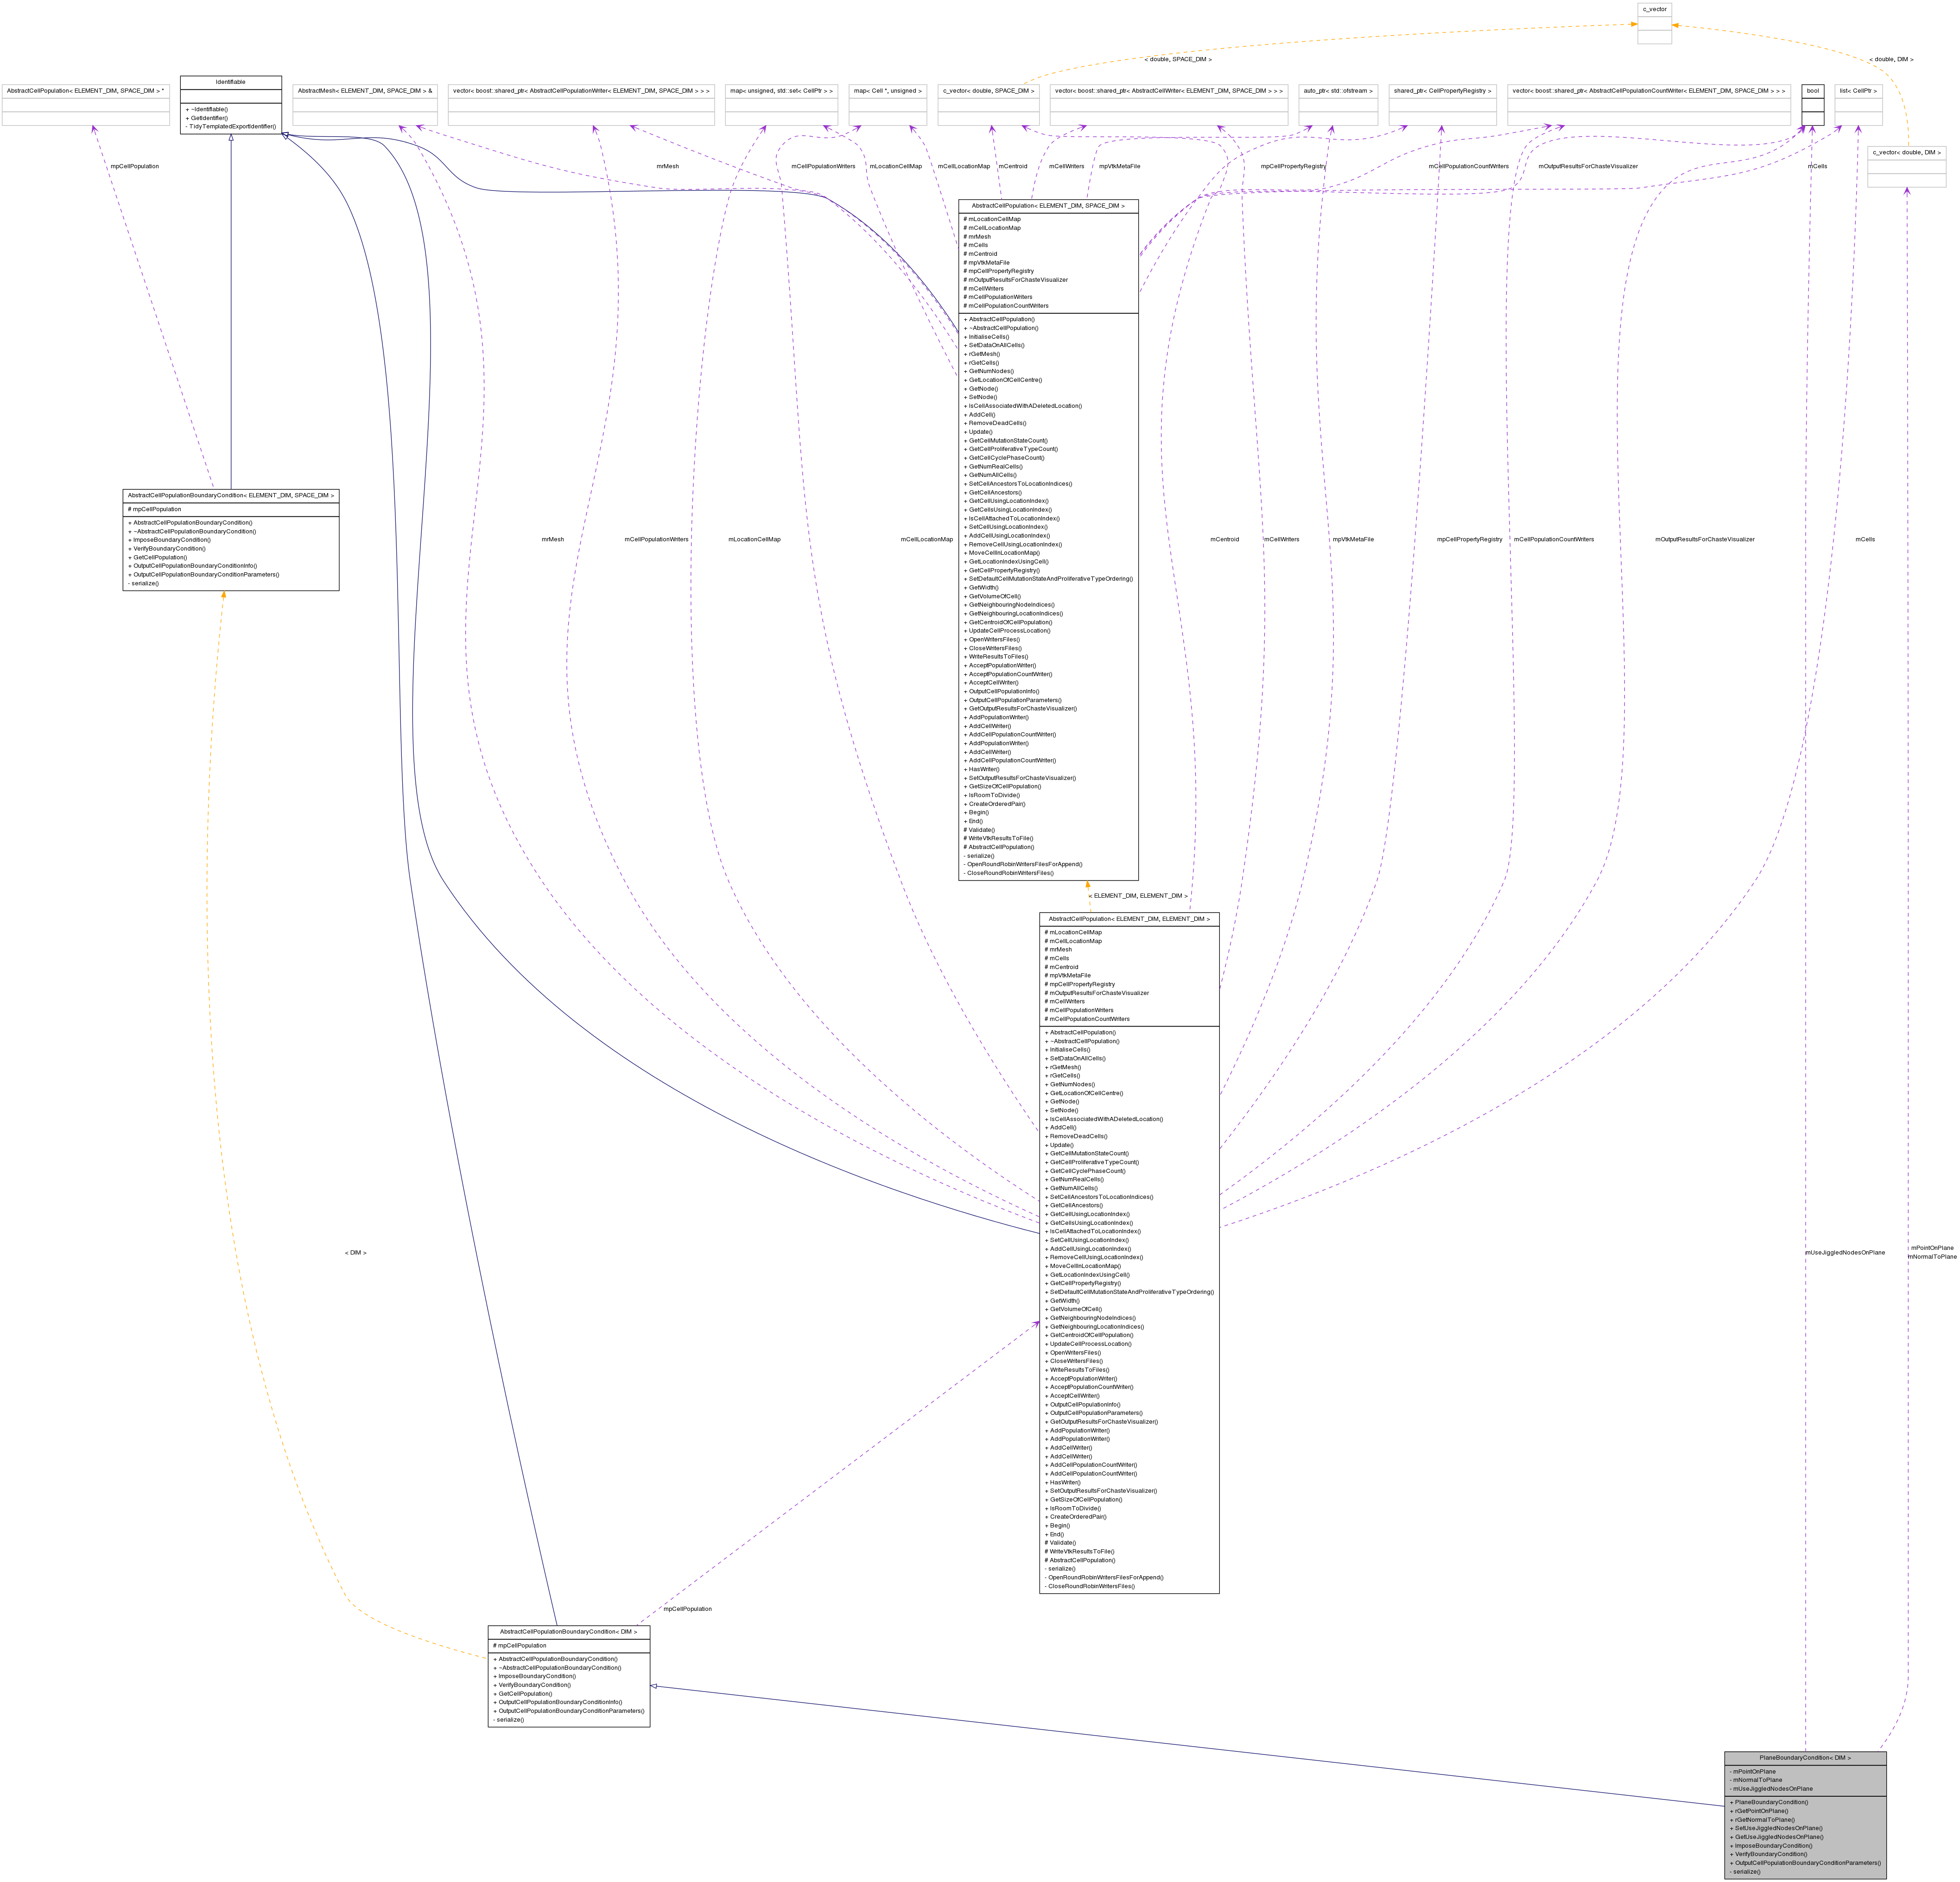 c_vector
< double, SPACE_DIM >
< double, DIM >
AbstractCellPopulation< ELEMENT_DIM, SPACE_DIM > *
Identifiable
+ ~Identifiable()
+ GetIdentifier()
- TidyTemplatedExportIdentifier()
AbstractMesh< ELEMENT_DIM, SPACE_DIM > &
vector< boost::shared_ptr< AbstractCellPopulationWriter< ELEMENT_DIM, SPACE_DIM > > >
map< unsigned, std::set< CellPtr > >
map< Cell *, unsigned >
c_vector< double, SPACE_DIM >
vector< boost::shared_ptr< AbstractCellWriter< ELEMENT_DIM, SPACE_DIM > > >
auto_ptr< std::ofstream >
shared_ptr< CellPropertyRegistry >
vector< boost::shared_ptr< AbstractCellPopulationCountWriter< ELEMENT_DIM, SPACE_DIM > > >
bool
list< CellPtr >
c_vector< double, DIM >
mpCellPopulation
mrMesh
mCellPopulationWriters
mLocationCellMap
mCellLocationMap
mCentroid
mCellWriters
mpVtkMetaFile
mpCellPropertyRegistry
mCellPopulationCountWriters
mOutputResultsForChasteVisualizer
mCells
AbstractCellPopulation< ELEMENT_DIM, SPACE_DIM >
# mLocationCellMap
# mCellLocationMap
# mrMesh
# mCells
# mCentroid
# mpVtkMetaFile
# mpCellPropertyRegistry
# mOutputResultsForChasteVisualizer
# mCellWriters
# mCellPopulationWriters
# mCellPopulationCountWriters
+ AbstractCellPopulation()
+ ~AbstractCellPopulation()
+ InitialiseCells()
+ SetDataOnAllCells()
+ rGetMesh()
+ rGetCells()
+ GetNumNodes()
+ GetLocationOfCellCentre()
+ GetNode()
+ SetNode()
+ IsCellAssociatedWithADeletedLocation()
+ AddCell()
+ RemoveDeadCells()
+ Update()
+ GetCellMutationStateCount()
+ GetCellProliferativeTypeCount()
+ GetCellCyclePhaseCount()
+ GetNumRealCells()
+ GetNumAllCells()
+ SetCellAncestorsToLocationIndices()
+ GetCellAncestors()
+ GetCellUsingLocationIndex()
+ GetCellsUsingLocationIndex()
+ IsCellAttachedToLocationIndex()
+ SetCellUsingLocationIndex()
+ AddCellUsingLocationIndex()
+ RemoveCellUsingLocationIndex()
+ MoveCellInLocationMap()
+ GetLocationIndexUsingCell()
+ GetCellPropertyRegistry()
+ SetDefaultCellMutationStateAndProliferativeTypeOrdering()
+ GetWidth()
+ GetVolumeOfCell()
+ GetNeighbouringNodeIndices()
+ GetNeighbouringLocationIndices()
+ GetCentroidOfCellPopulation()
+ UpdateCellProcessLocation()
+ OpenWritersFiles()
+ CloseWritersFiles()
+ WriteResultsToFiles()
+ AcceptPopulationWriter()
+ AcceptPopulationCountWriter()
+ AcceptCellWriter()
+ OutputCellPopulationInfo()
+ OutputCellPopulationParameters()
+ GetOutputResultsForChasteVisualizer()
+ AddPopulationWriter()
+ AddCellWriter()
+ AddCellPopulationCountWriter()
+ AddPopulationWriter()
+ AddCellWriter()
+ AddCellPopulationCountWriter()
+ HasWriter()
+ SetOutputResultsForChasteVisualizer()
+ GetSizeOfCellPopulation()
+ IsRoomToDivide()
+ CreateOrderedPair()
+ Begin()
+ End()
# Validate()
# WriteVtkResultsToFile()
# AbstractCellPopulation()
- serialize()
- OpenRoundRobinWritersFilesForAppend()
- CloseRoundRobinWritersFiles()
AbstractCellPopulationBoundaryCondition< ELEMENT_DIM, SPACE_DIM >
# mpCellPopulation
+ AbstractCellPopulationBoundaryCondition()
+ ~AbstractCellPopulationBoundaryCondition()
+ ImposeBoundaryCondition()
+ VerifyBoundaryCondition()
+ GetCellPopulation()
+ OutputCellPopulationBoundaryConditionInfo()
+ OutputCellPopulationBoundaryConditionParameters()
- serialize()
mrMesh
mCellPopulationWriters
mLocationCellMap
mCellLocationMap
mCentroid
mCellWriters
mpVtkMetaFile
mpCellPropertyRegistry
mCellPopulationCountWriters
mOutputResultsForChasteVisualizer
mCells
< ELEMENT_DIM, ELEMENT_DIM >
AbstractCellPopulation< ELEMENT_DIM, ELEMENT_DIM >
# mLocationCellMap
# mCellLocationMap
# mrMesh
# mCells
# mCentroid
# mpVtkMetaFile
# mpCellPropertyRegistry
# mOutputResultsForChasteVisualizer
# mCellWriters
# mCellPopulationWriters
# mCellPopulationCountWriters
+ AbstractCellPopulation()
+ ~AbstractCellPopulation()
+ InitialiseCells()
+ SetDataOnAllCells()
+ rGetMesh()
+ rGetCells()
+ GetNumNodes()
+ GetLocationOfCellCentre()
+ GetNode()
+ SetNode()
+ IsCellAssociatedWithADeletedLocation()
+ AddCell()
+ RemoveDeadCells()
+ Update()
+ GetCellMutationStateCount()
+ GetCellProliferativeTypeCount()
+ GetCellCyclePhaseCount()
+ GetNumRealCells()
+ GetNumAllCells()
+ SetCellAncestorsToLocationIndices()
+ GetCellAncestors()
+ GetCellUsingLocationIndex()
+ GetCellsUsingLocationIndex()
+ IsCellAttachedToLocationIndex()
+ SetCellUsingLocationIndex()
+ AddCellUsingLocationIndex()
+ RemoveCellUsingLocationIndex()
+ MoveCellInLocationMap()
+ GetLocationIndexUsingCell()
+ GetCellPropertyRegistry()
+ SetDefaultCellMutationStateAndProliferativeTypeOrdering()
+ GetWidth()
+ GetVolumeOfCell()
+ GetNeighbouringNodeIndices()
+ GetNeighbouringLocationIndices()
+ GetCentroidOfCellPopulation()
+ UpdateCellProcessLocation()
+ OpenWritersFiles()
+ CloseWritersFiles()
+ WriteResultsToFiles()
+ AcceptPopulationWriter()
+ AcceptPopulationCountWriter()
+ AcceptCellWriter()
+ OutputCellPopulationInfo()
+ OutputCellPopulationParameters()
+ GetOutputResultsForChasteVisualizer()
+ AddPopulationWriter()
+ AddPopulationWriter()
+ AddCellWriter()
+ AddCellWriter()
+ AddCellPopulationCountWriter()
+ AddCellPopulationCountWriter()
+ HasWriter()
+ SetOutputResultsForChasteVisualizer()
+ GetSizeOfCellPopulation()
+ IsRoomToDivide()
+ CreateOrderedPair()
+ Begin()
+ End()
# Validate()
# WriteVtkResultsToFile()
# AbstractCellPopulation()
- serialize()
- OpenRoundRobinWritersFilesForAppend()
- CloseRoundRobinWritersFiles()
< DIM >
mUseJiggledNodesOnPlane
mPointOnPlane
mNormalToPlane
mpCellPopulation
AbstractCellPopulationBoundaryCondition< DIM >
# mpCellPopulation
+ AbstractCellPopulationBoundaryCondition()
+ ~AbstractCellPopulationBoundaryCondition()
+ ImposeBoundaryCondition()
+ VerifyBoundaryCondition()
+ GetCellPopulation()
+ OutputCellPopulationBoundaryConditionInfo()
+ OutputCellPopulationBoundaryConditionParameters()
- serialize()
PlaneBoundaryCondition< DIM >
- mPointOnPlane
- mNormalToPlane
- mUseJiggledNodesOnPlane
+ PlaneBoundaryCondition()
+ rGetPointOnPlane()
+ rGetNormalToPlane()
+ SetUseJiggledNodesOnPlane()
+ GetUseJiggledNodesOnPlane()
+ ImposeBoundaryCondition()
+ VerifyBoundaryCondition()
+ OutputCellPopulationBoundaryConditionParameters()
- serialize()